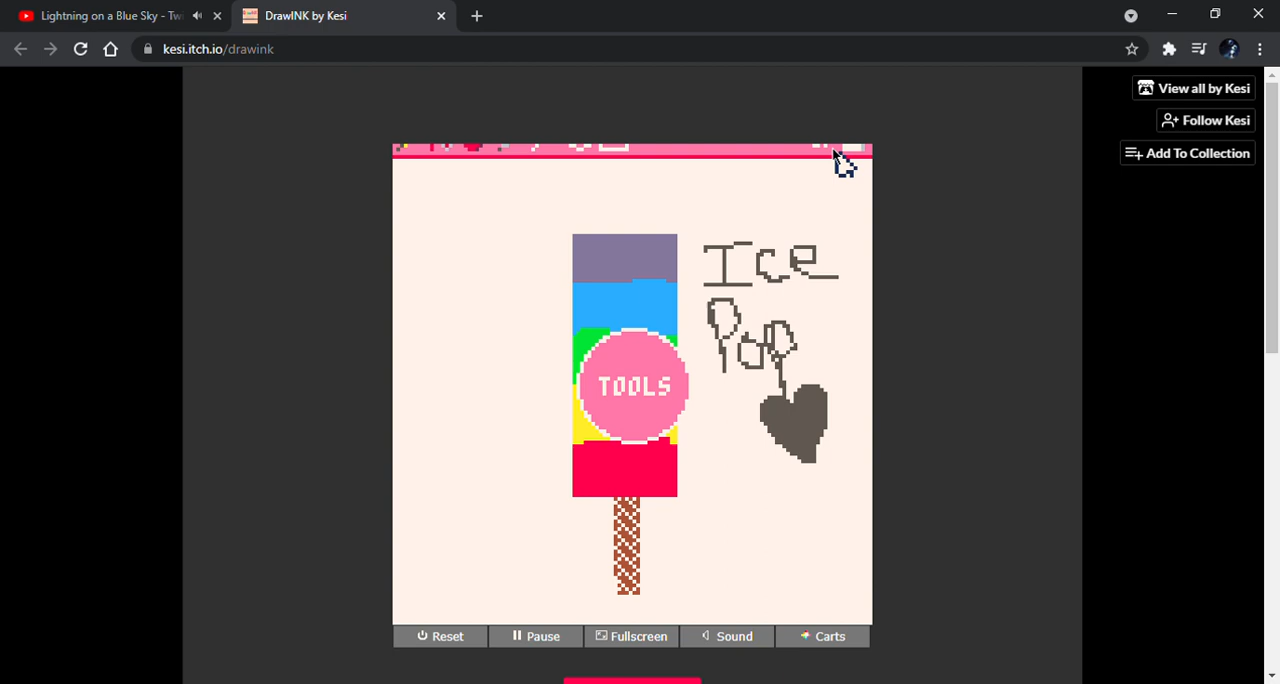 Lightning on a Blue Sky - Tw
DrawINK by Kesi
kesi.itch.io/drawink
View all by Kesi
Follow Kesi
Add To Collection
Ice
Pop
TOOLS
Reset
Pause
Fullscreen
Sound
Carts